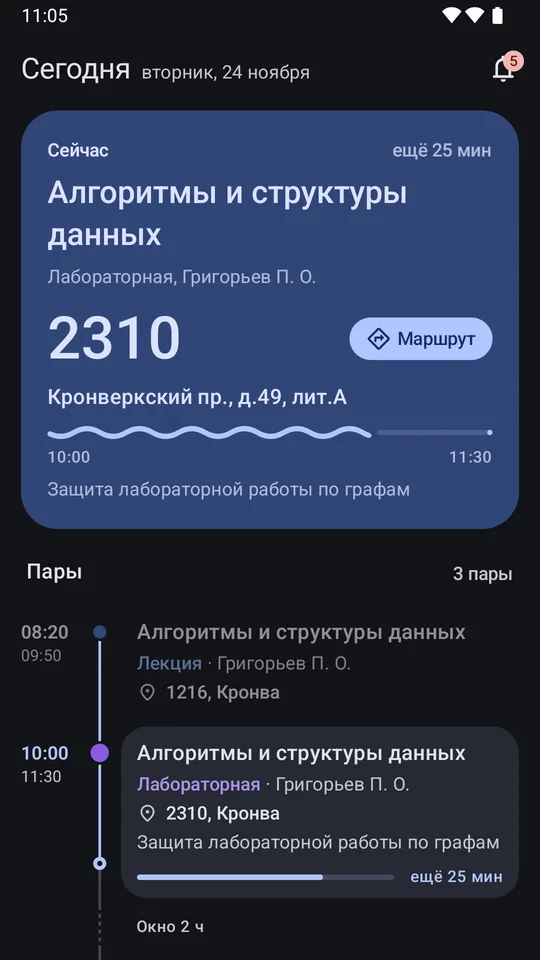 11:05
Сегодня вторник, 24 ноября
5
Сейчас
ещё 25 мин
Алгоритмы и структуры
данных
Лабораторная, Григорьев П. О.
2310
Маршрут
Кронверкский пр., д.49, лит.А
10:00
11:30
Защита лабораторной работы по графам
Пары
3 пары
08:20
09:50
Алгоритмы и структуры данных
Лекция · Григорьев П. О.
1216, Кронва
10:00
11:30
Алгоритмы и структуры данных
Лабораторная · Григорьев П. О.
2310, Кронва
Защита лабораторной работы по графам
ещё 25 мин
Окно 2 ч